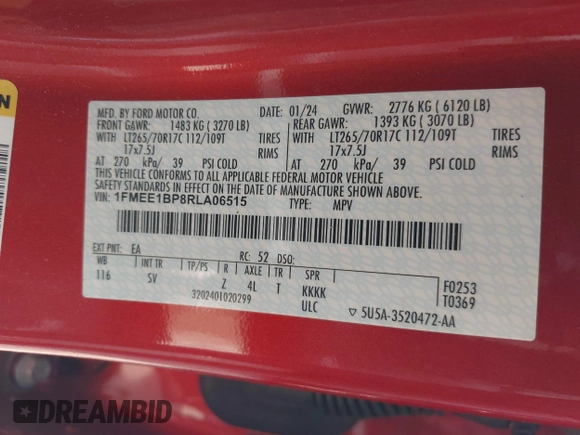 N
MFD. BY FORD MOTOR CO.
DATE: 01/24 GVWR: 2776 KG ( 6120 LB)
FRONT GAWR: 1483 KG ( 3270 LB)
REAR GAWR: 1393 KG ( 3070 LB)
WITH LT265/70R17C 112/109T TIRES
WITH LT265/70R17C 112/109T TIRES
17x7.5J RIMS
17x7.5J RIMS
AT 270 kPa/ 39 PSI COLD
AT 270 kPa/ 39 PSI COLD
THIS VEHICLE CONFORMS TO ALL APPLICABLE FEDERAL MOTOR VEHICLE
SAFETY STANDARDS IN EFFECT ON THE DATE OF MANUFACTURE SHOWN ABOVE.
VIN: 1FMEE1BP8RLA06515
TYPE: MPV
EXT PNT: EA RC: 52 DSO:
WB INT TR TP/PS R AXLE TR SPR
116 SV Z 4L T KKKK
ULC
F0253
T0369
3202401020299
▽ 5U5A-3520472-AA
DREAMBID